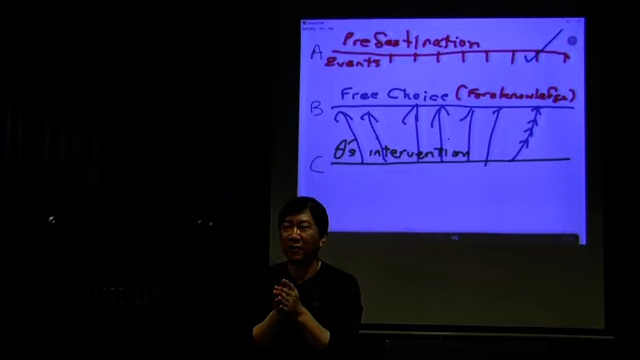 A Predestination
Events
B Free Choice (Foreknowledge)
θ's intervention
C